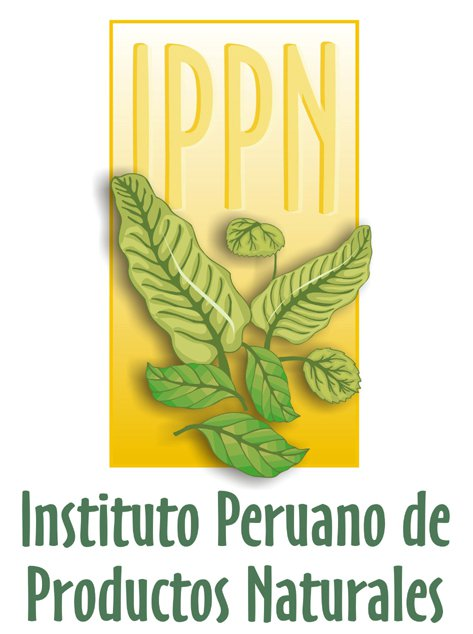 IPPN
Instituto Peruano de
Productos Naturales